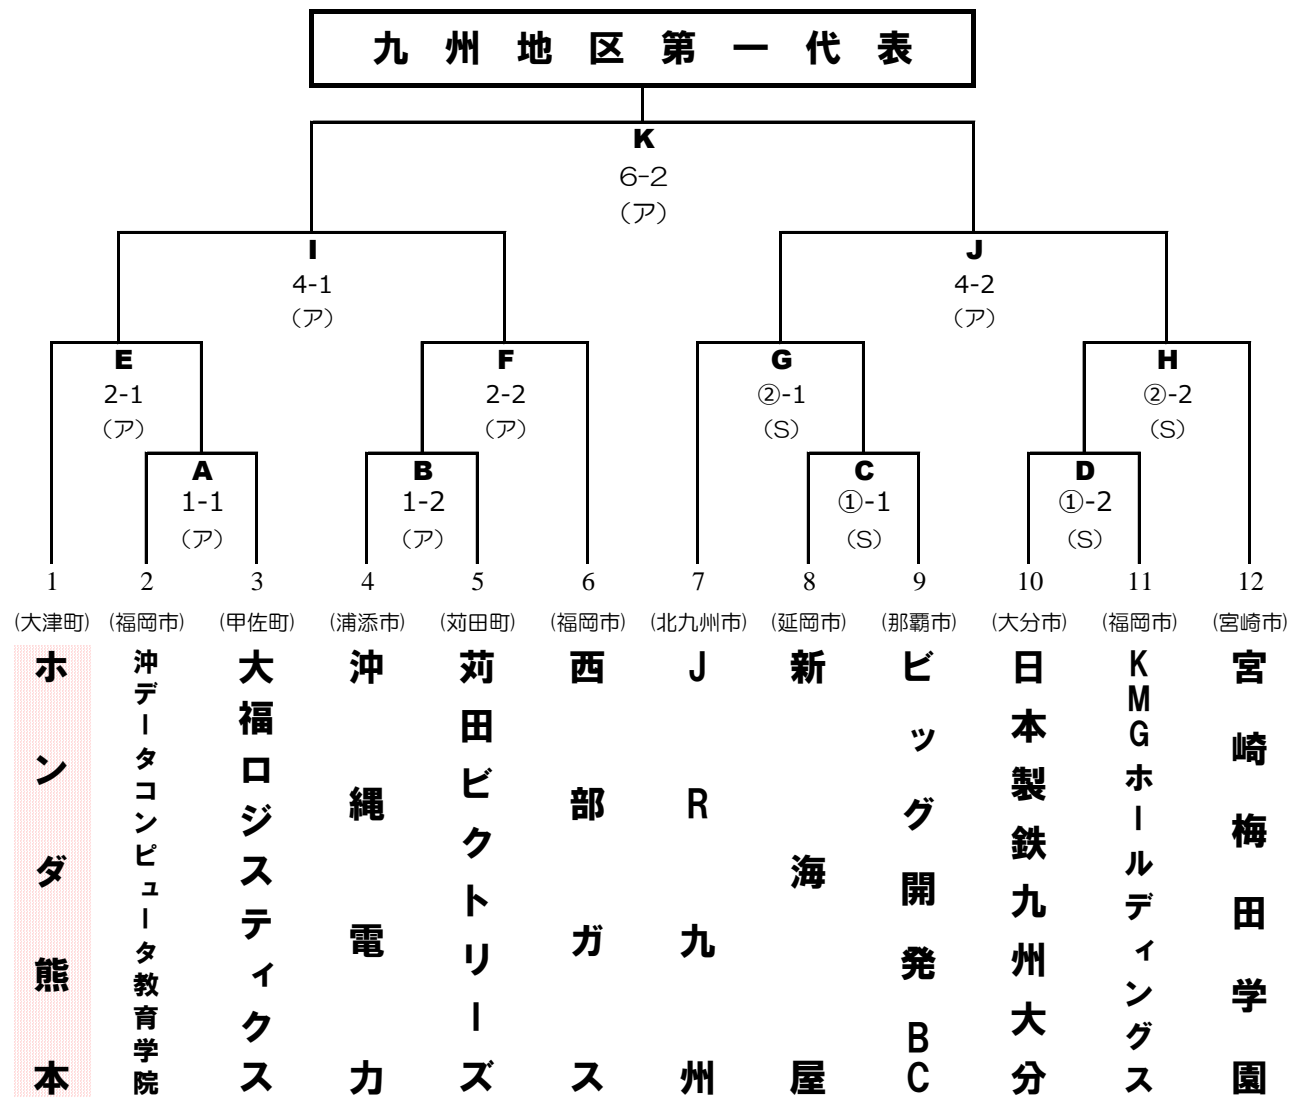 九州地区第一代表
K
6-2
（ア）
I
4-1
（ア）
J
4-2
（ア）
E
2-1
（ア）
F
2-2
（ア）
G
②-1
（S）
H
②-2
（S）
A
1-1
（ア）
B
1-2
（ア）
C
①-1
（S）
D
①-2
（S）
1 2 3 4 5 6 7 8 9 10 11 12
(大津町) (福岡市) (甲佐町) (浦添市) (苅田町) (福岡市) (北九州市) (延岡市) (那覇市) (大分市) (福岡市) (宮崎市)
ホンダ熊本
沖データコンピュータ教育学院
大福ロジスティクス
沖縄電力
苅田ビクトリーズ
西部ガス
JR九州
新海屋
ビッグ開発BC
日本製鉄九州大分
KMGホールディングス
宮崎梅田学園